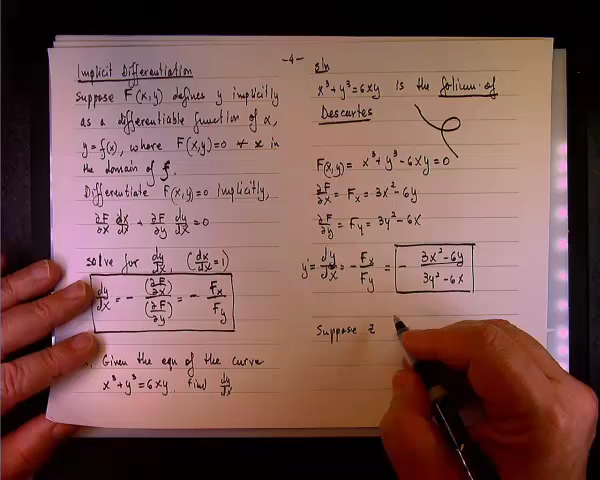 -4-
Implicit Differentiation
Suppose F(x,y) defines y implicitly
as a differentiable function of x,
y=f(x), where F(x,y)=0 ∀ x in
the domain of f.
Differentiate F(x,y)=0 implicitly,
∂F/∂x dx/dx + ∂F/∂y dy/dx = 0
solve for dy/dx, (dx/dx = 1)
dy/dx = - (∂F/∂x)/(∂F/∂y) = - Fx/Fy
Given the eqn of the curve
x³+y³=6xy. find dy/dx
soln
x³+y³=6xy is the folium of
Descartes
F(x,y) = x³+y³-6xy=0
∂F/∂x = Fx = 3x²-6y
∂F/∂y = Fy = 3y²-6x
y' = dy/dx = - Fx/Fy = - (3x²-6y)/(3y²-6x)
Suppose z